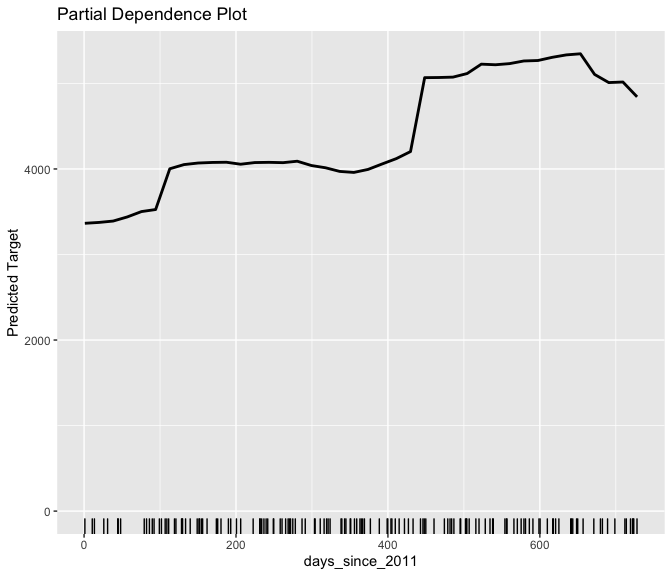 Partial Dependence Plot
Predicted Target
4000
2000
0
0 200 400 600
days_since_2011